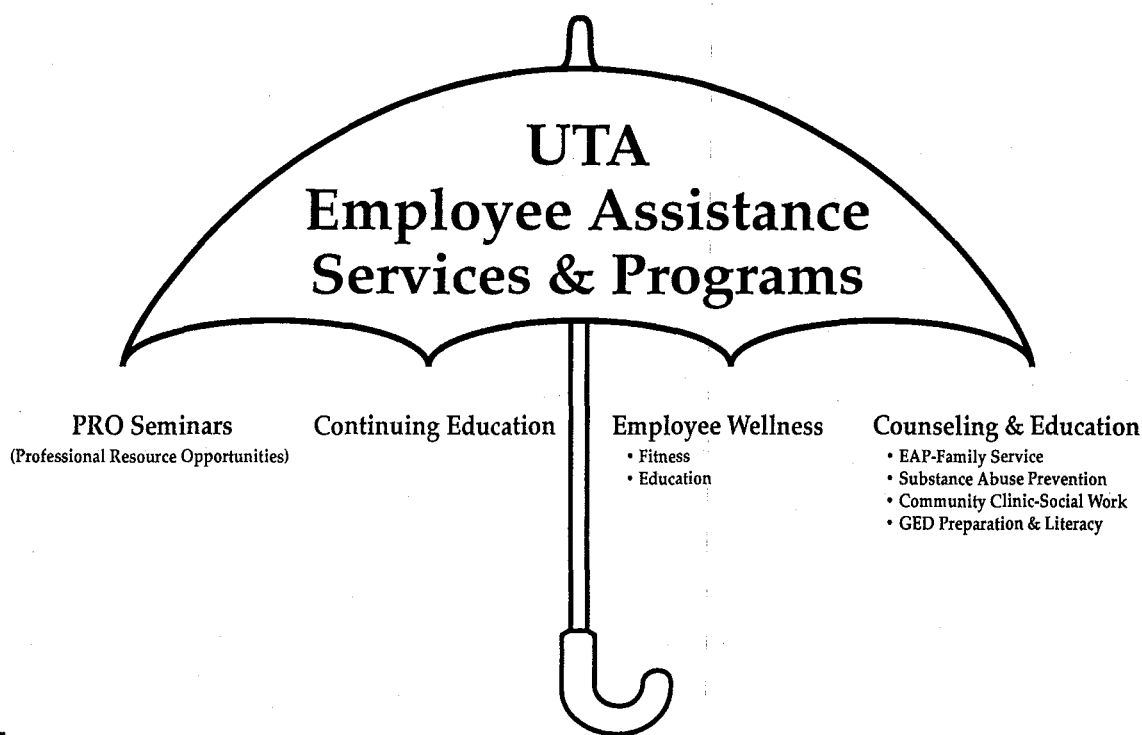 UTA
Employee Assistance
Services & Programs
PRO Seminars
(Professional Resource Opportunities)
Continuing Education
Employee Wellness
• Fitness
• Education
Counseling & Education
• EAP-Family Service
• Substance Abuse Prevention
• Community Clinic-Social Work
• GED Preparation & Literacy